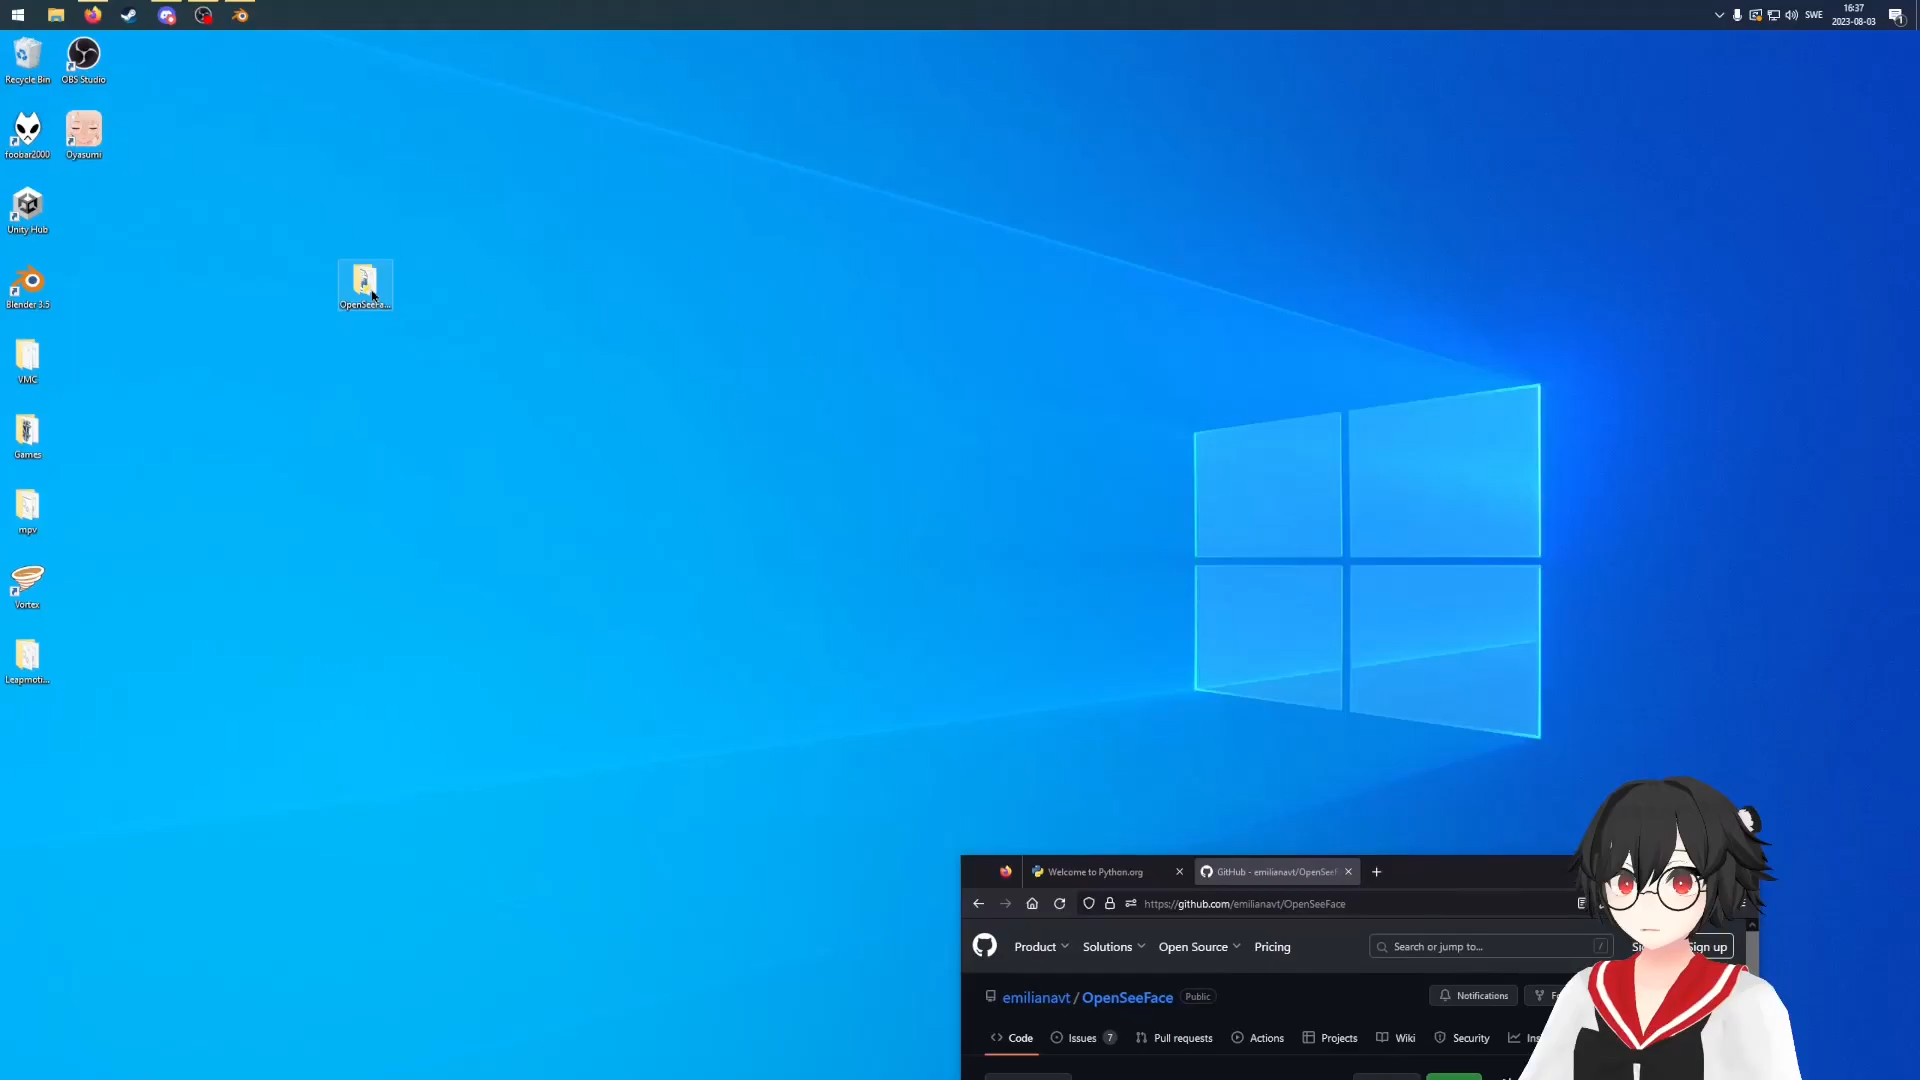 SWE
16:37
2023-08-03
1
Recycle Bin
OBS Studio
foobar2000
Oyasumi
Unity Hub
OpenSeeFa...
Blender 3.5
VMC
Games
mpv
Vortex
Leapmoti...
Welcome to Python.org
GitHub - emilianavt/OpenSeeF
https://github.com/emilianavt/OpenSeeFace
Product
Solutions
Open Source
Pricing
Search or jump to...
/
Sign up
emilianavt / OpenSeeFace
Public
Notifications
Code
Issues 7
Pull requests
Actions
Projects
Wiki
Security